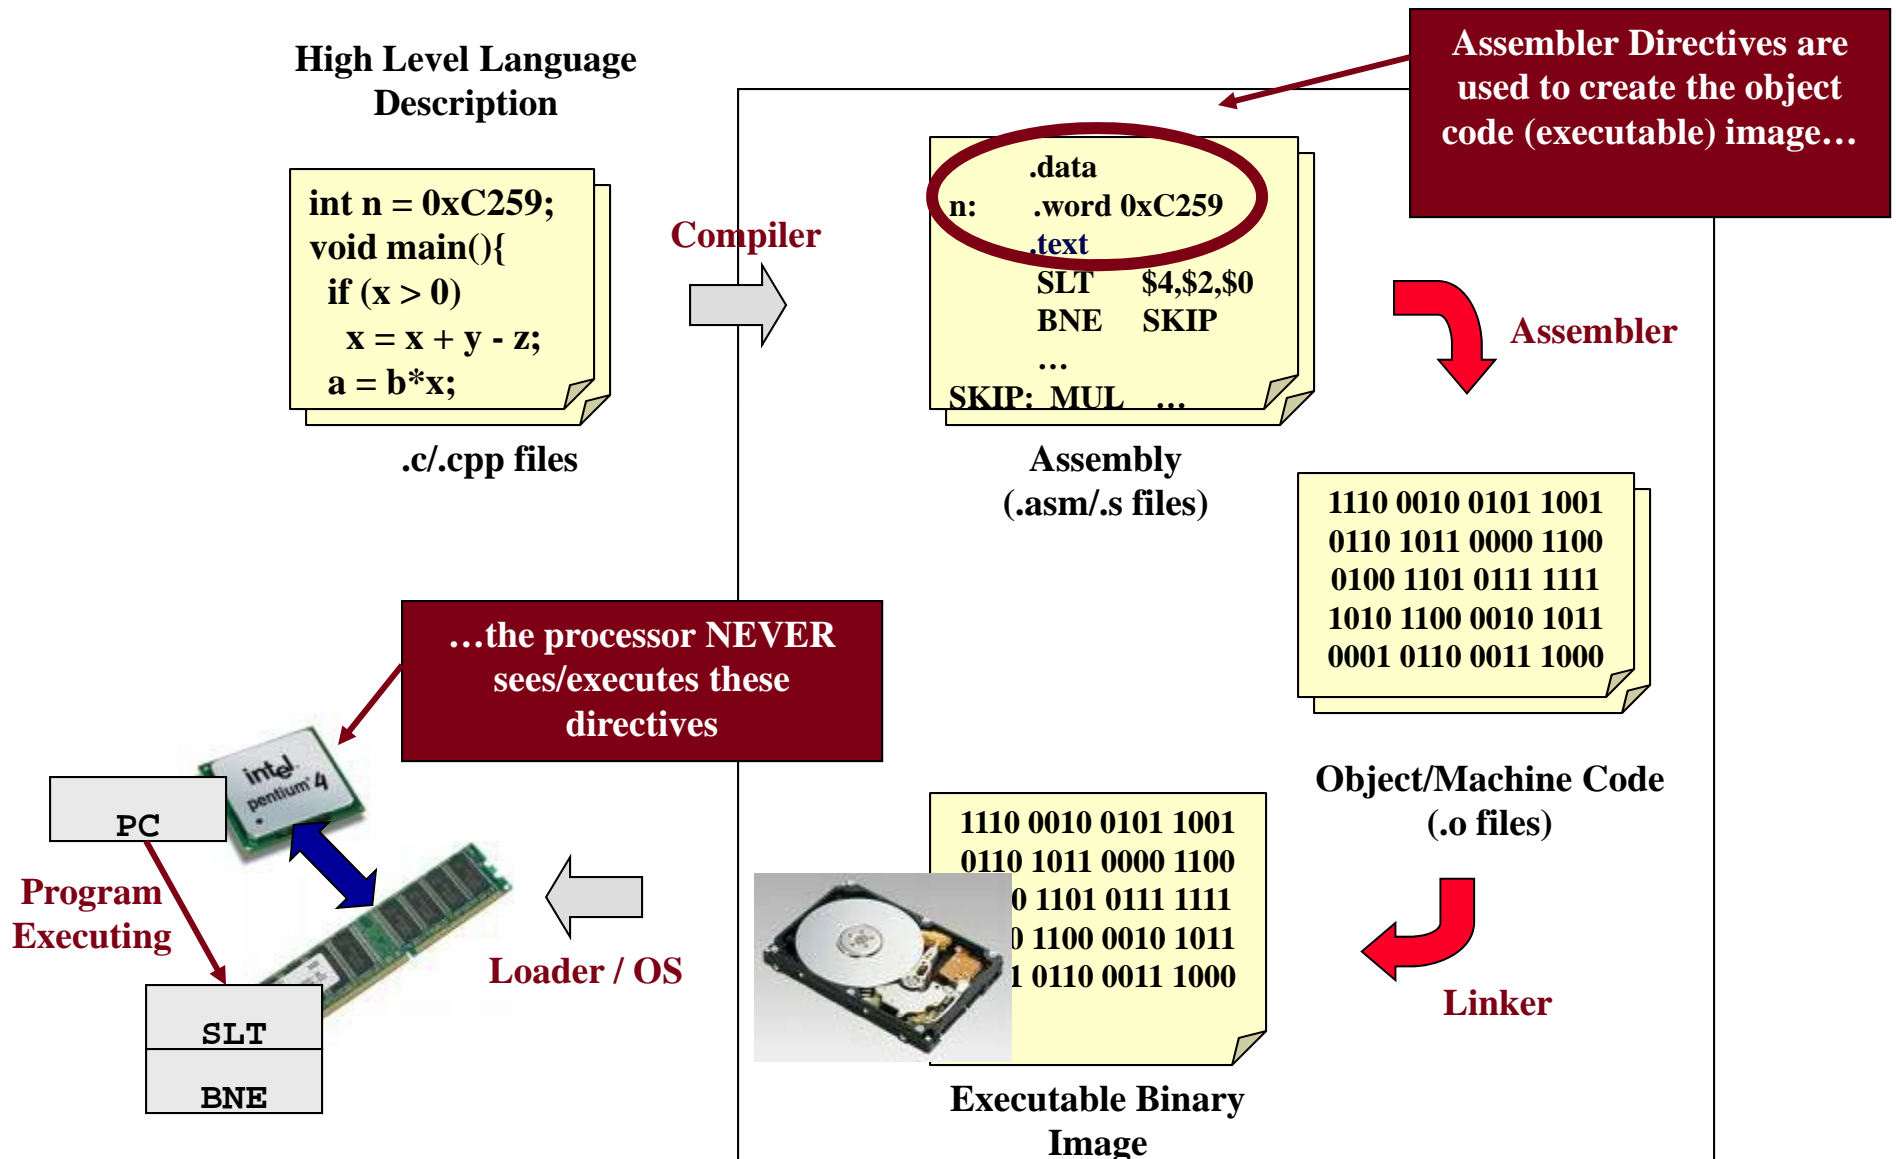 High Level Language
Description
Assembler Directives are
used to create the object
code (executable) image…
int n = 0xC259;
void main(){
if (x > 0)
x = x + y - z;
a = b*x;
.c/.cpp files
Compiler
.data
n: .word 0xC259
.text
SLT $4,$2,$0
BNE SKIP
…
SKIP: MUL …
Assembly
(.asm/.s files)
Assembler
1110 0010 0101 1001
0110 1011 0000 1100
0100 1101 0111 1111
1010 1100 0010 1011
0001 0110 0011 1000
Object/Machine Code
(.o files)
Linker
1110 0010 0101 1001
0110 1011 0000 1100
0 1101 0111 1111
0 1100 0010 1011
1 0110 0011 1000
Executable Binary
Image
Loader / OS
…the processor NEVER
sees/executes these
directives
intel
pentium 4
PC
Program
Executing
SLT
BNE